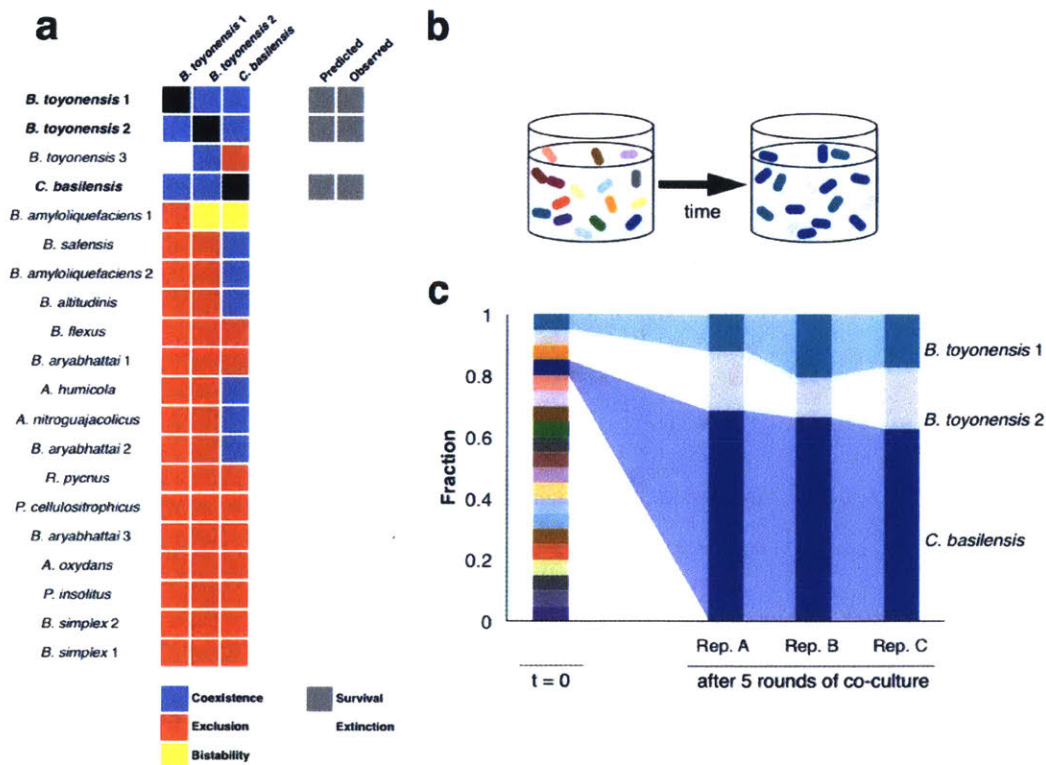 a
B. toyonensis 1
B. toyonensis 2
C. basilensis
Predicted
Observed
B. toyonensis 1
B. toyonensis 2
B. toyonensis 3
C. basilensis
B. amyloliquefaciens 1
B. safensis
B. amyloliquefaciens 2
B. altitudinis
B. flexus
B. aryabhattai 1
A. humicola
A. nitroguajacolicus
B. aryabhattai 2
R. pycnus
P. cellulositrophicus
B. aryabhattai 3
A. oxydans
P. insolitus
B. simplex 2
B. simplex 1
Coexistence
Exclusion
Bistability
Survival
Extinction
b
time
c
Fraction
1
0.8
0.6
0.4
0.2
0
B. toyonensis 1
B. toyonensis 2
C. basilensis
Rep. A Rep. B Rep. C
t = 0 after 5 rounds of co-culture